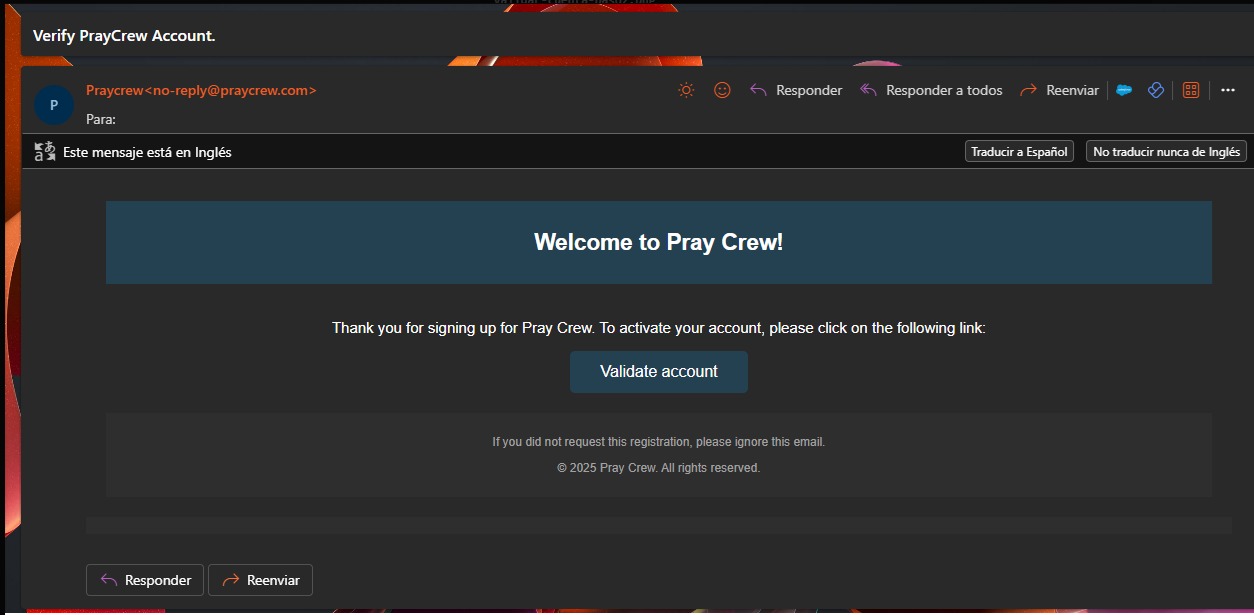 Verify PrayCrew Account.
P
Praycrew<no-reply@praycrew.com>
Responder
Responder a todos
Reenviar
Para:
Este mensaje está en Inglés
Traducir a Español
No traducir nunca de Inglés
Welcome to Pray Crew!
Thank you for signing up for Pray Crew. To activate your account, please click on the following link:
Validate account
If you did not request this registration, please ignore this email.
© 2025 Pray Crew. All rights reserved.
Responder
Reenviar